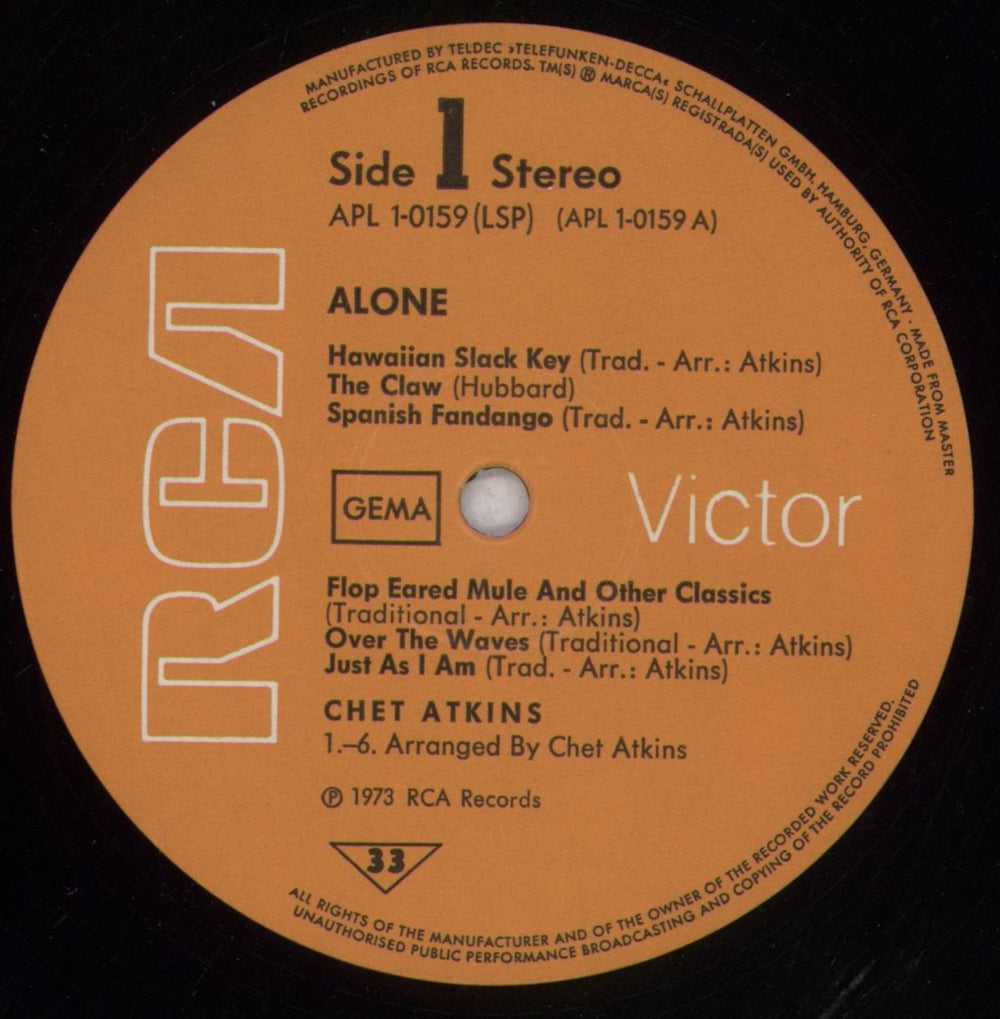 MANUFACTURED BY TELDEC »TELEFUNKEN-DECCA« SCHALLPLATTEN GMBH, HAMBURG, GERMANY · MADE FROM MASTER
RECORDINGS OF RCA RECORDS. TM(S) ® MARCA(S) REGISTRADA(S) USED BY AUTHORITY OF RCA CORPORATION
Side 1 Stereo
APL 1-0159 (LSP) (APL 1-0159 A)
RCA
ALONE
Hawaiian Slack Key (Trad. - Arr.: Atkins)
The Claw (Hubbard)
Spanish Fandango (Trad. - Arr.: Atkins)
GEMA
Victor
Flop Eared Mule And Other Classics
(Traditional - Arr.: Atkins)
Over The Waves (Traditional - Arr.: Atkins)
Just As I Am (Trad. - Arr.: Atkins)
CHET ATKINS
1.–6. Arranged By Chet Atkins
℗ 1973 RCA Records
33
ALL RIGHTS OF THE MANUFACTURER AND OF THE OWNER OF THE RECORDED WORK RESERVED.
UNAUTHORISED PUBLIC PERFORMANCE BROADCASTING AND COPYING OF THE RECORD PROHIBITED